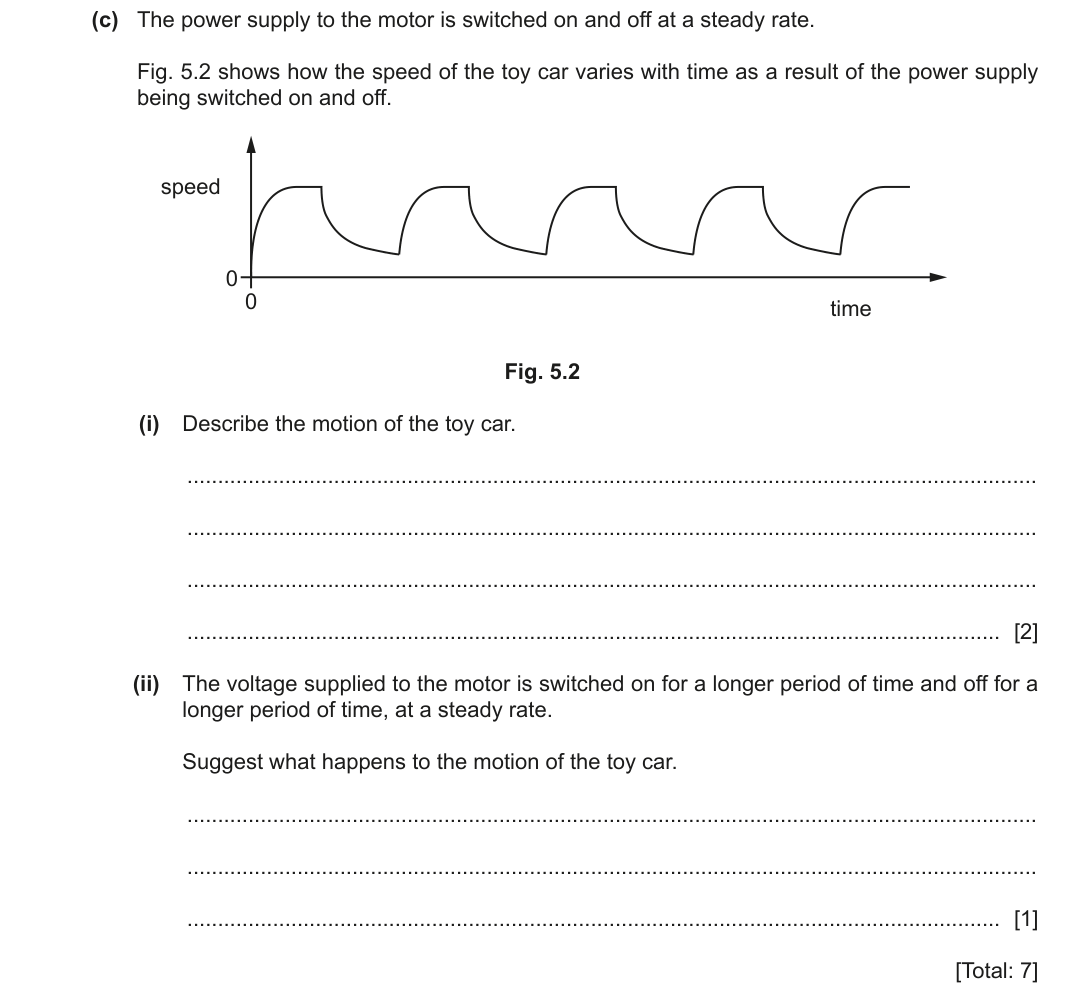 (c) The power supply to the motor is switched on and off at a steady rate.
Fig. 5.2 shows how the speed of the toy car varies with time as a result of the power supply
being switched on and off.
speed
0
0
time
Fig. 5.2
(i) Describe the motion of the toy car.
..........................................................................................................................................
..........................................................................................................................................
..........................................................................................................................................
.................................................................................................................................... [2]
(ii) The voltage supplied to the motor is switched on for a longer period of time and off for a
longer period of time, at a steady rate.
Suggest what happens to the motion of the toy car.
..........................................................................................................................................
..........................................................................................................................................
.................................................................................................................................... [1]
[Total: 7]